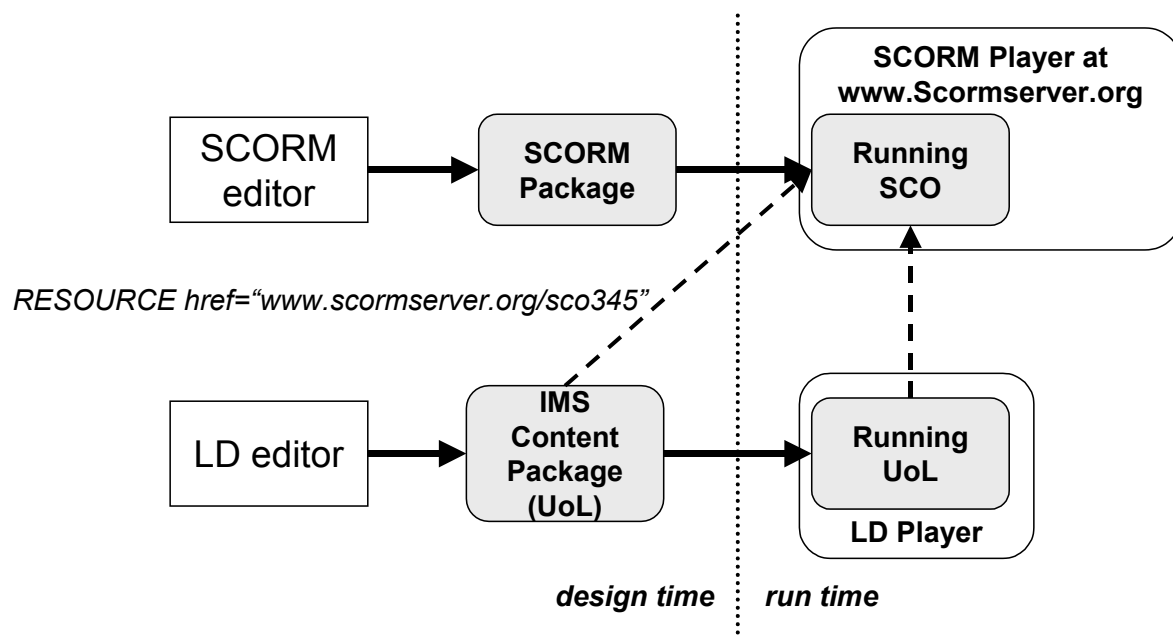 SCORM Player at
www.Scormserver.org
SCORM
editor
SCORM
Package
Running
SCO
RESOURCE href=“www.scormserver.org/sco345”
LD editor
IMS
Content
Package
(UoL)
Running
UoL
LD Player
design time
run time